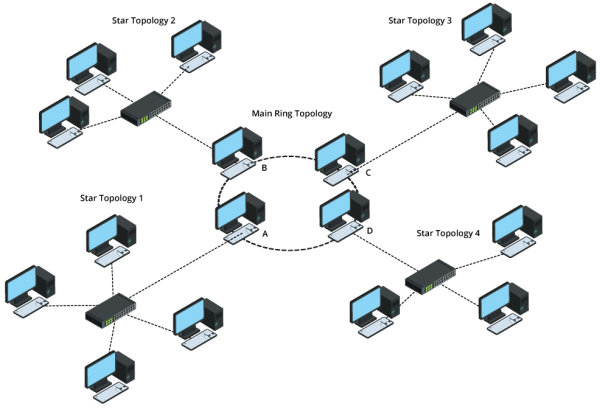 Star Topology 2
Star Topology 3
Main Ring Topology
B
C
Star Topology 1
A
D
Star Topology 4